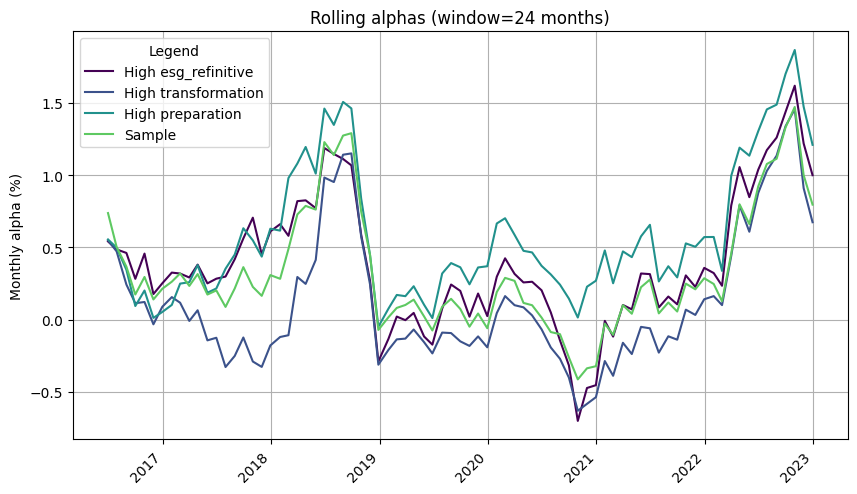 Rolling alphas (window=24 months)
Legend
High esg_refinitive
High transformation
High preparation
Sample
Monthly alpha (%)
1.5
1.0
0.5
0.0
−0.5
2017
2018
2019
2020
2021
2022
2023